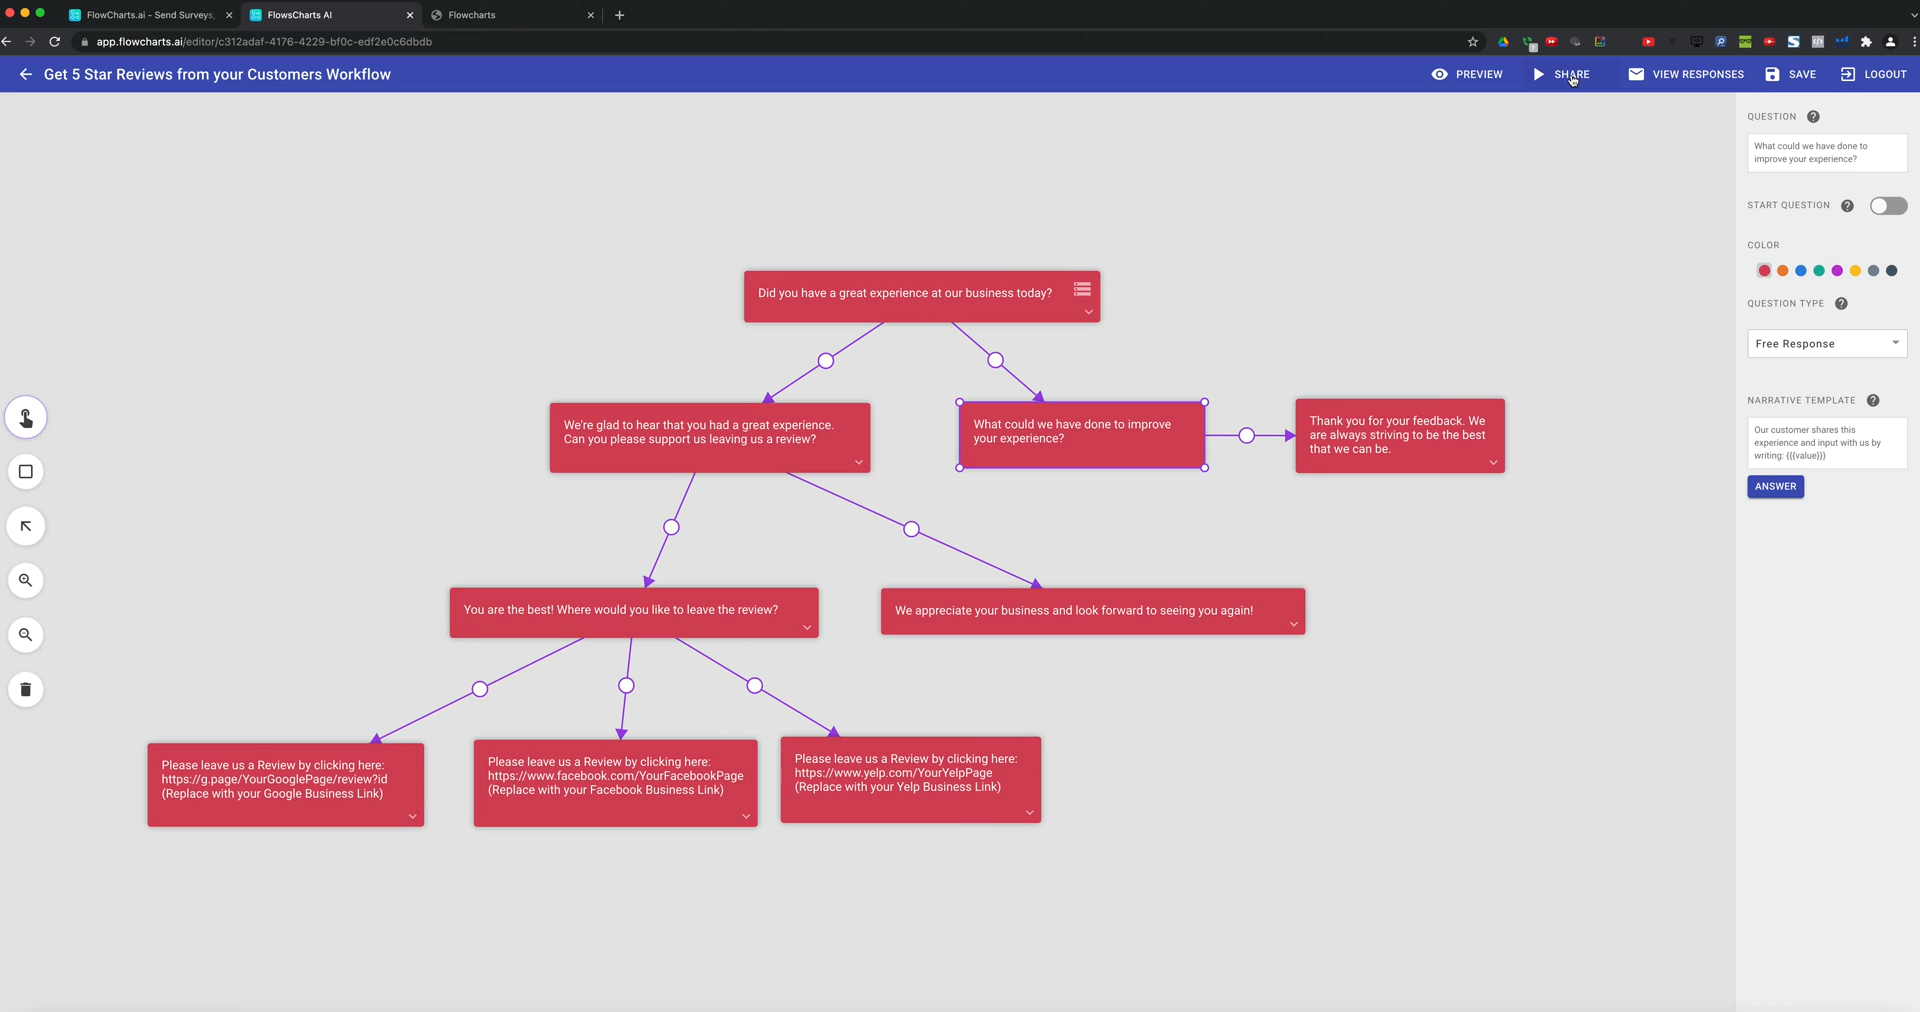 FlowCharts.ai - Send Surveys,
FlowsCharts AI
Flowcharts
app.flowcharts.ai/editor/c312adaf-4176-4229-bf0c-edf2e0c6dbdb
Get 5 Star Reviews from your Customers Workflow
PREVIEW
SHARE
VIEW RESPONSES
SAVE
LOGOUT
QUESTION
What could we have done to
improve your experience?
START QUESTION
COLOR
QUESTION TYPE
Free Response
NARRATIVE TEMPLATE
Our customer shares this
experience and input with us by
writing: {{{value}}}
ANSWER
Did you have a great experience at our business today?
We're glad to hear that you had a great experience.
Can you please support us leaving us a review?
What could we have done to improve
your experience?
Thank you for your feedback. We
are always striving to be the best
that we can be.
You are the best! Where would you like to leave the review?
We appreciate your business and look forward to seeing you again!
Please leave us a Review by clicking here:
https://g.page/YourGooglePage/review?id
(Replace with your Google Business Link)
Please leave us a Review by clicking here:
https://www.facebook.com/YourFacebookPage
(Replace with your Facebook Business Link)
Please leave us a Review by clicking here:
https://www.yelp.com/YourYelpPage
(Replace with your Yelp Business Link)